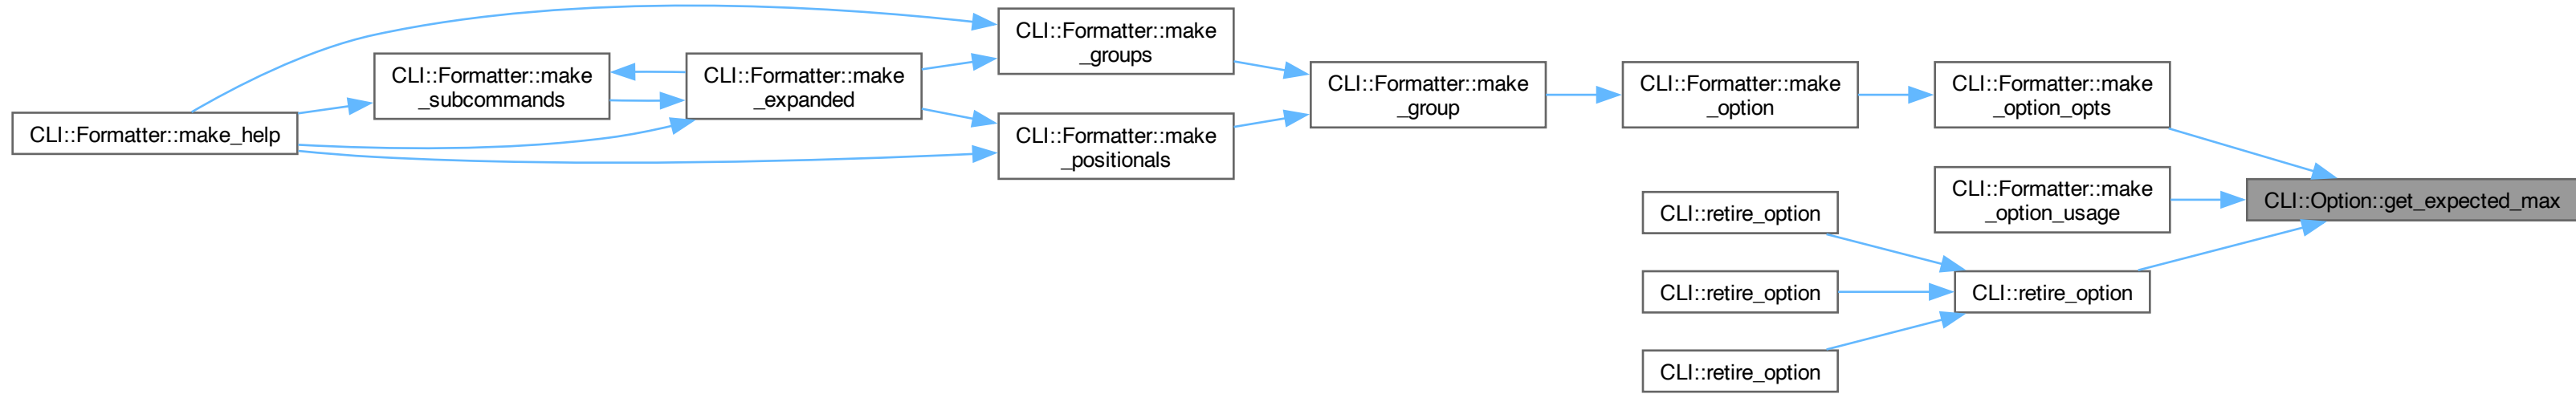 CLI::Formatter::make_help
CLI::Formatter::make
_subcommands
CLI::Formatter::make
_expanded
CLI::Formatter::make
_groups
CLI::Formatter::make
_positionals
CLI::Formatter::make
_group
CLI::Formatter::make
_option
CLI::Formatter::make
_option_opts
CLI::Formatter::make
_option_usage
CLI::retire_option
CLI::retire_option
CLI::retire_option
CLI::retire_option
CLI::Option::get_expected_max